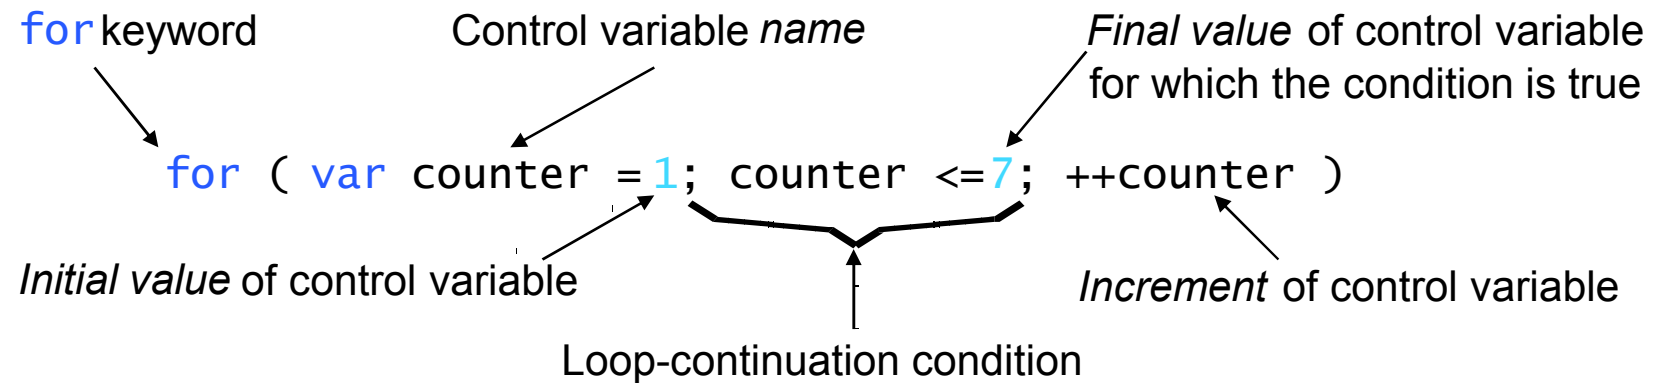 for keyword
Control variable name
Final value of control variable
for which the condition is true
for ( var counter = 1; counter <= 7; ++counter )
Initial value of control variable
Increment of control variable
Loop-continuation condition